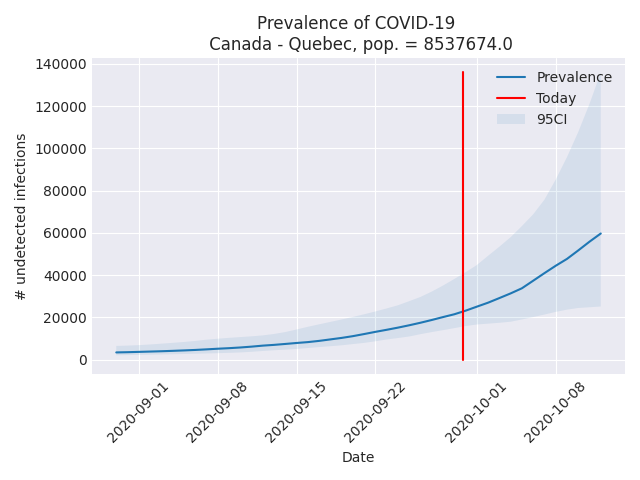 Prevalence of COVID-19
Canada - Quebec, pop. = 8537674.0
140000
120000
100000
80000
60000
40000
20000
0
# undetected infections
Prevalence
Today
95CI
2020-09-01
2020-09-08
2020-09-15
2020-09-22
2020-10-01
2020-10-08
Date